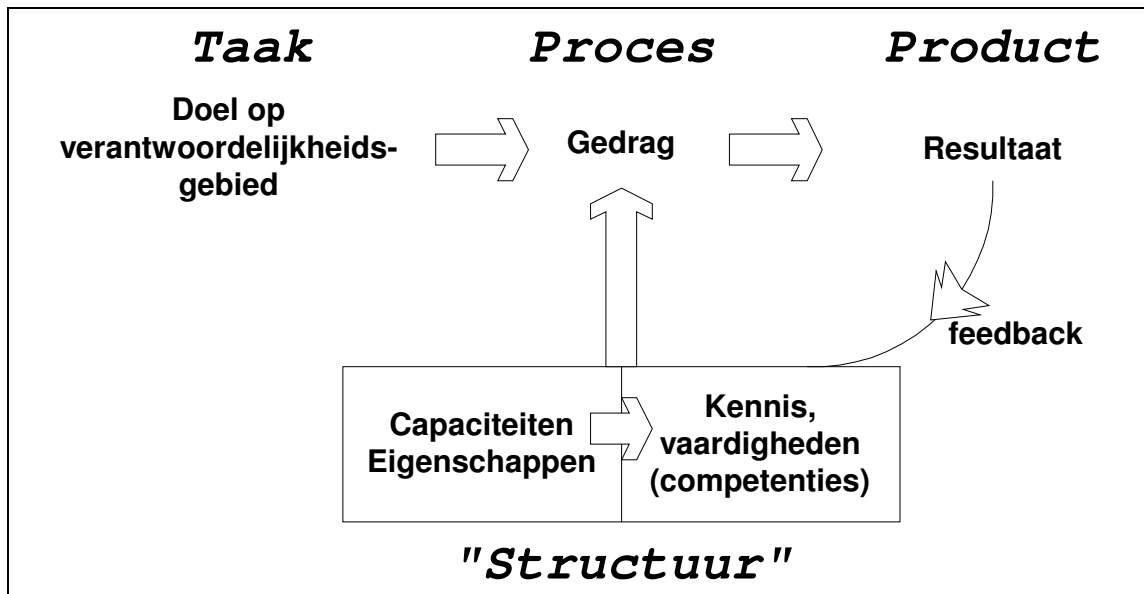 Taak Proces Product
Doel op
verantwoordelijkheids-
gebied
Gedrag
Resultaat
feedback
Capaciteiten
Eigenschappen
Kennis,
vaardigheden
(competenties)
"Structuur"